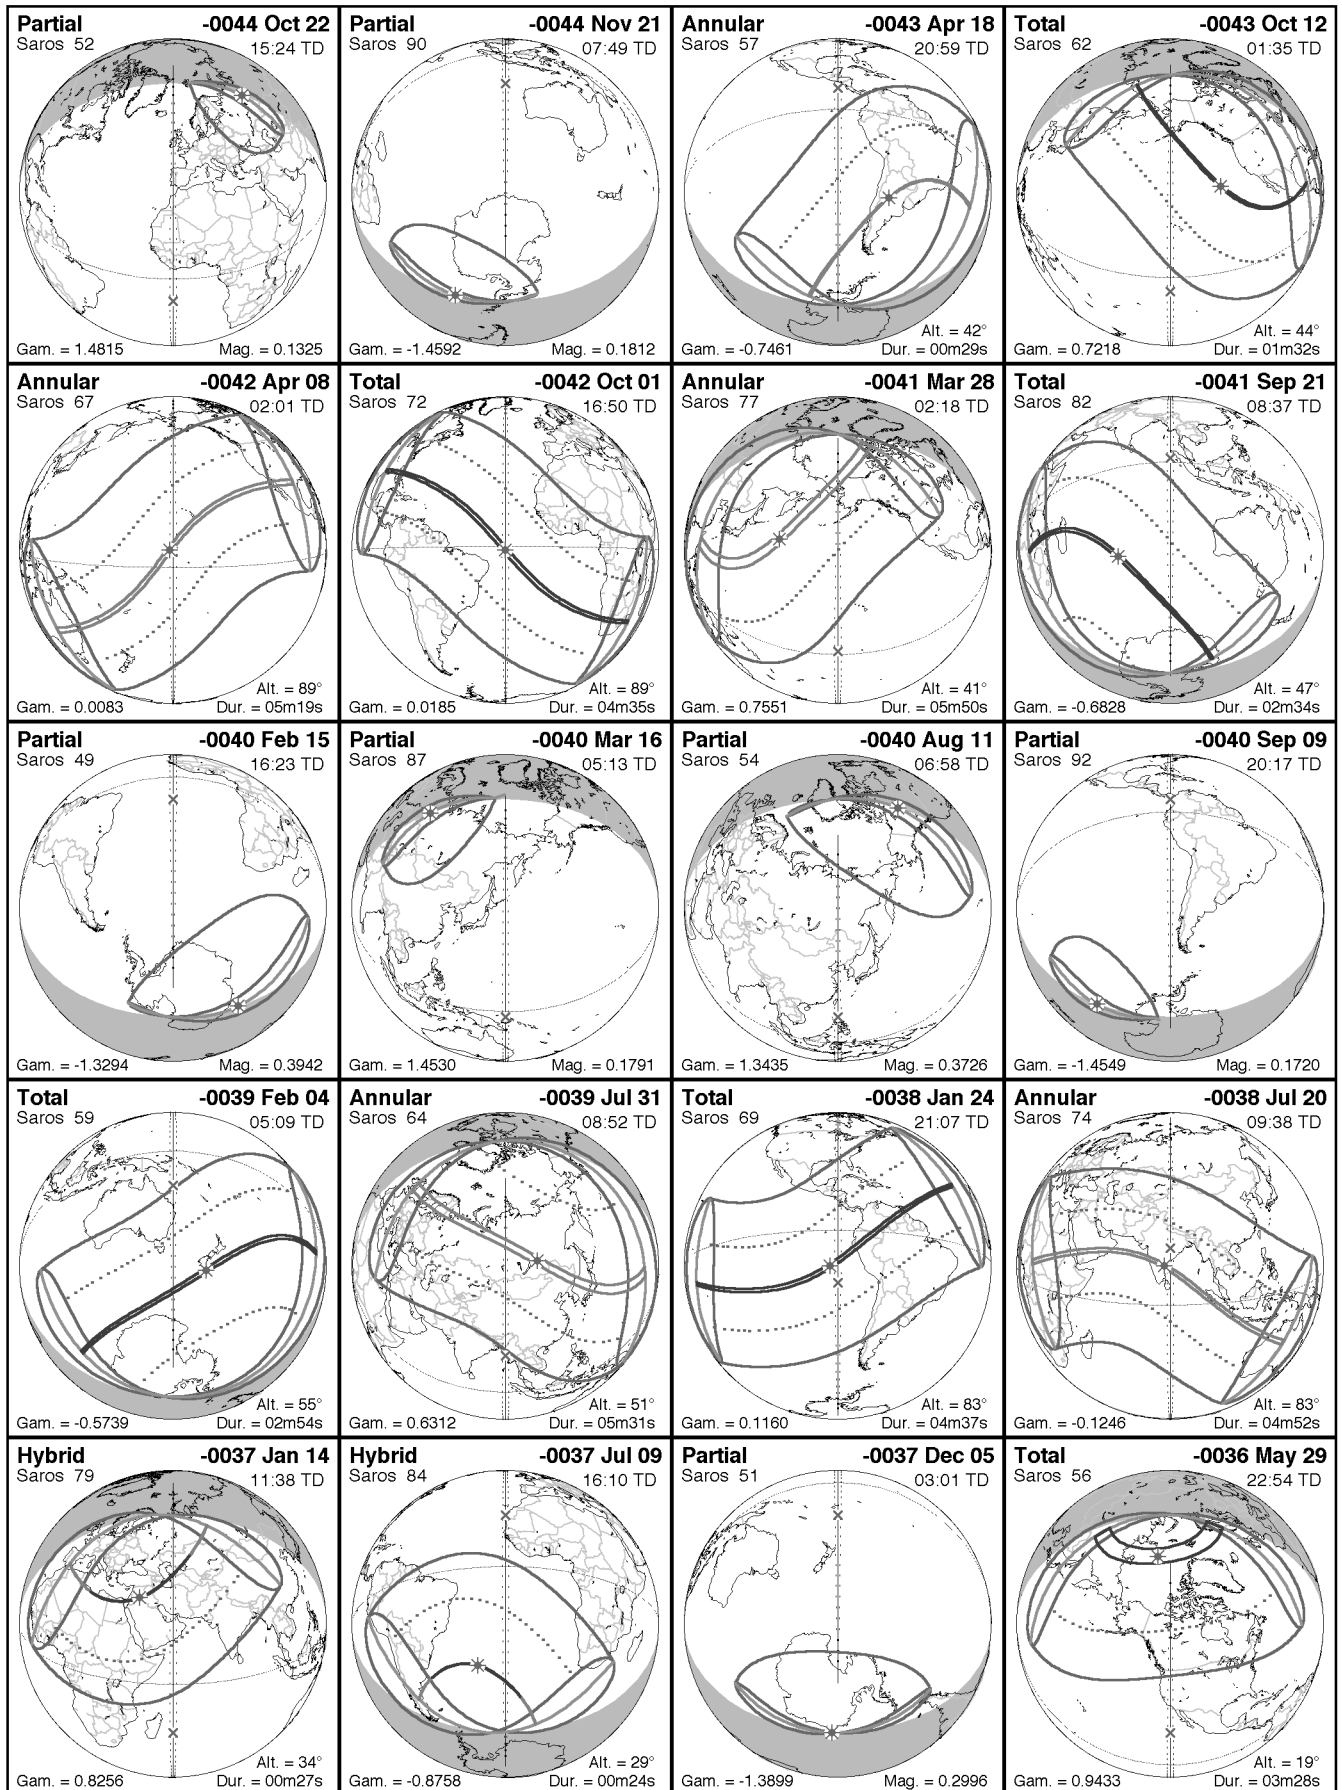 Partial -0044 Oct 22
Saros 52 15:24 TD
Gam. = 1.4815 Mag. = 0.1325
Partial -0044 Nov 21
Saros 90 07:49 TD
Gam. = -1.4592 Mag. = 0.1812
Annular -0043 Apr 18
Saros 57 20:59 TD
Alt. = 42°
Gam. = -0.7461 Dur. = 00m29s
Total -0043 Oct 12
Saros 62 01:35 TD
Alt. = 44°
Gam. = 0.7218 Dur. = 01m32s
Annular -0042 Apr 08
Saros 67 02:01 TD
Alt. = 89°
Gam. = 0.0083 Dur. = 05m19s
Total -0042 Oct 01
Saros 72 16:50 TD
Alt. = 89°
Gam. = 0.0185 Dur. = 04m35s
Annular -0041 Mar 28
Saros 77 02:18 TD
Alt. = 41°
Gam. = 0.7551 Dur. = 05m50s
Total -0041 Sep 21
Saros 82 08:37 TD
Alt. = 47°
Gam. = -0.6828 Dur. = 02m34s
Partial -0040 Feb 15
Saros 49 16:23 TD
Gam. = -1.3294 Mag. = 0.3942
Partial -0040 Mar 16
Saros 87 05:13 TD
Gam. = 1.4530 Mag. = 0.1791
Partial -0040 Aug 11
Saros 54 06:58 TD
Gam. = 1.3435 Mag. = 0.3726
Partial -0040 Sep 09
Saros 92 20:17 TD
Gam. = -1.4549 Mag. = 0.1720
Total -0039 Feb 04
Saros 59 05:09 TD
Alt. = 55°
Gam. = -0.5739 Dur. = 02m54s
Annular -0039 Jul 31
Saros 64 08:52 TD
Alt. = 51°
Gam. = 0.6312 Dur. = 05m31s
Total -0038 Jan 24
Saros 69 21:07 TD
Alt. = 83°
Gam. = 0.1160 Dur. = 04m37s
Annular -0038 Jul 20
Saros 74 09:38 TD
Alt. = 83°
Gam. = -0.1246 Dur. = 04m52s
Hybrid -0037 Jan 14
Saros 79 11:38 TD
Alt. = 34°
Gam. = 0.8256 Dur. = 00m27s
Hybrid -0037 Jul 09
Saros 84 16:10 TD
Alt. = 29°
Gam. = -0.8758 Dur. = 00m24s
Partial -0037 Dec 05
Saros 51 03:01 TD
Gam. = -1.3899 Mag. = 0.2996
Total -0036 May 29
Saros 56 22:54 TD
Alt. = 19°
Gam. = 0.9433 Dur. = 03m28s